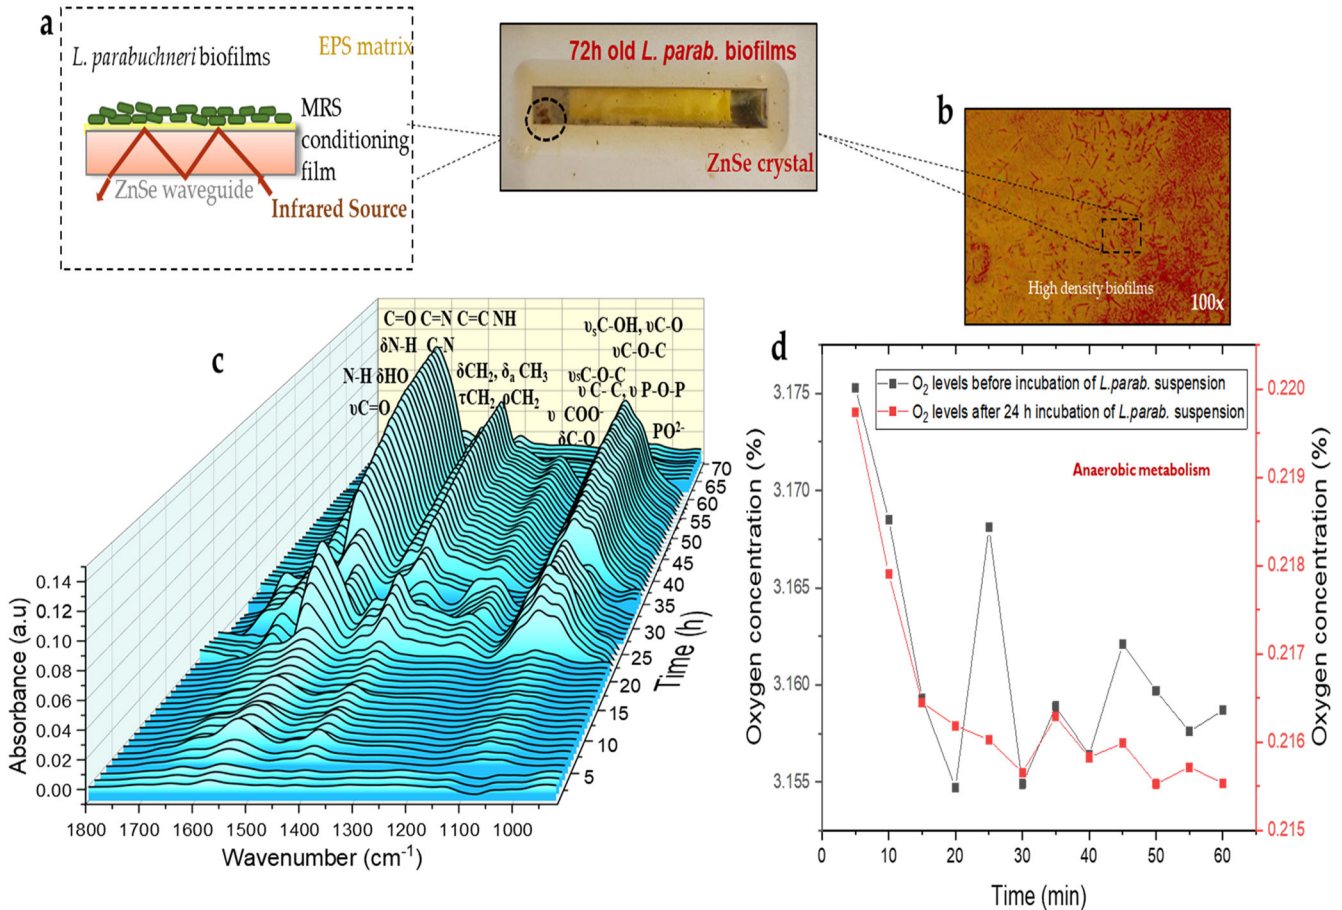 a
L. parabuchneri biofilms
EPS matrix
MRS
conditioning
film
ZnSe waveguide
Infrared Source
72h old L. parab. biofilms
ZnSe crystal
b
High density biofilms
100x
c
C=O C=N C=C NH
δN-H C-N
N-H δHO
υC=O
δCH2, δa CH3
τCH2, ρCH2
υsC-OH, υC-O
υC-O-C
υsC-O-C
υ C- C, υ P-O-P
υ COO-
δC-O
PO2-
Absorbance (a.u)
0.14
0.12
0.10
0.08
0.06
0.04
0.02
0.00
1800 1700 1600 1500 1400 1300 1200 1100 1000
Wavenumber (cm-1)
70
65
60
55
50
45
40
35
30
25
20
15
10
5
Time (h)
d
O2 levels before incubation of L.parab. suspension
O2 levels after 24 h incubation of L.parab. suspension
Anaerobic metabolism
Oxygen concentration (%)
3.175
3.170
3.165
3.160
3.155
0 10 20 30 40 50 60
Time (min)
0.220
0.219
0.218
0.217
0.216
0.215
Oxygen concentration (%)